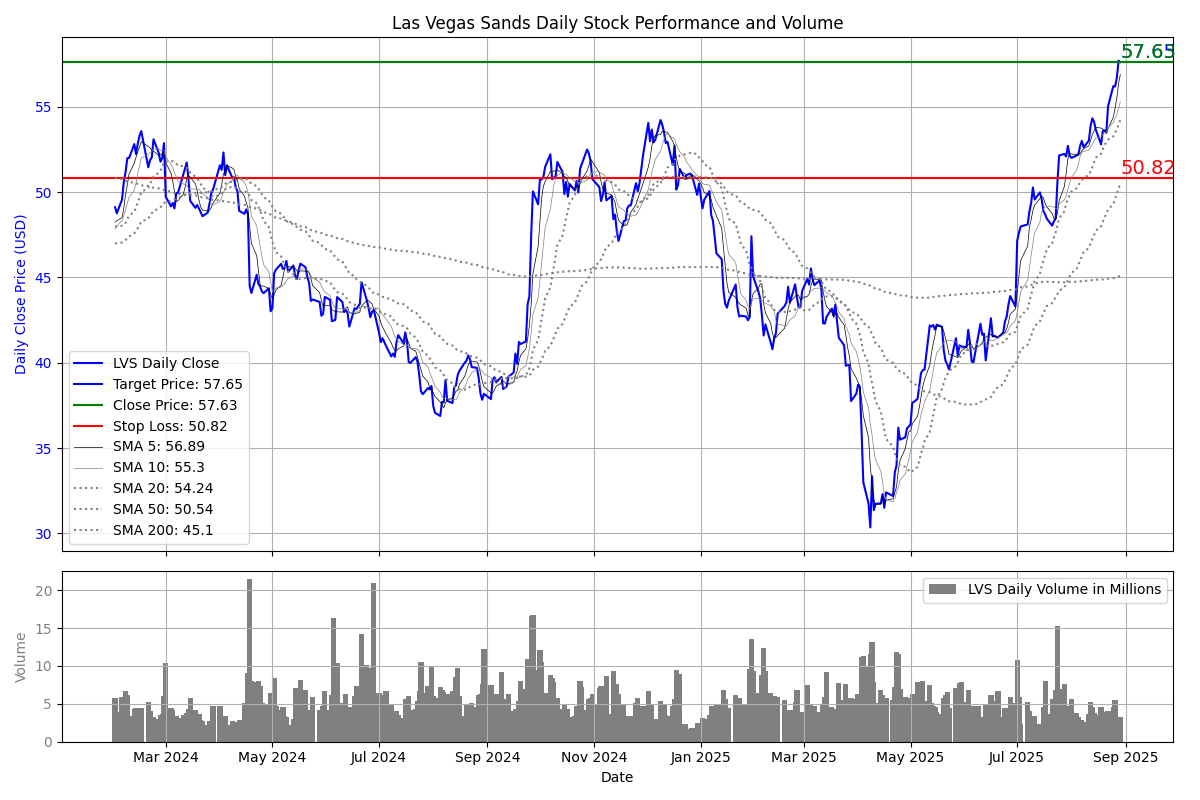 Las Vegas Sands Daily Stock Performance and Volume
57.65
50.82
Daily Close Price (USD)
55
50
45
40
35
30
LVS Daily Close
Target Price: 57.65
Close Price: 57.63
Stop Loss: 50.82
SMA 5: 56.89
SMA 10: 55.3
SMA 20: 54.24
SMA 50: 50.54
SMA 200: 45.1
Volume
20
15
10
5
0
LVS Daily Volume in Millions
Mar 2024
May 2024
Jul 2024
Sep 2024
Nov 2024
Jan 2025
Mar 2025
May 2025
Jul 2025
Sep 2025
Date